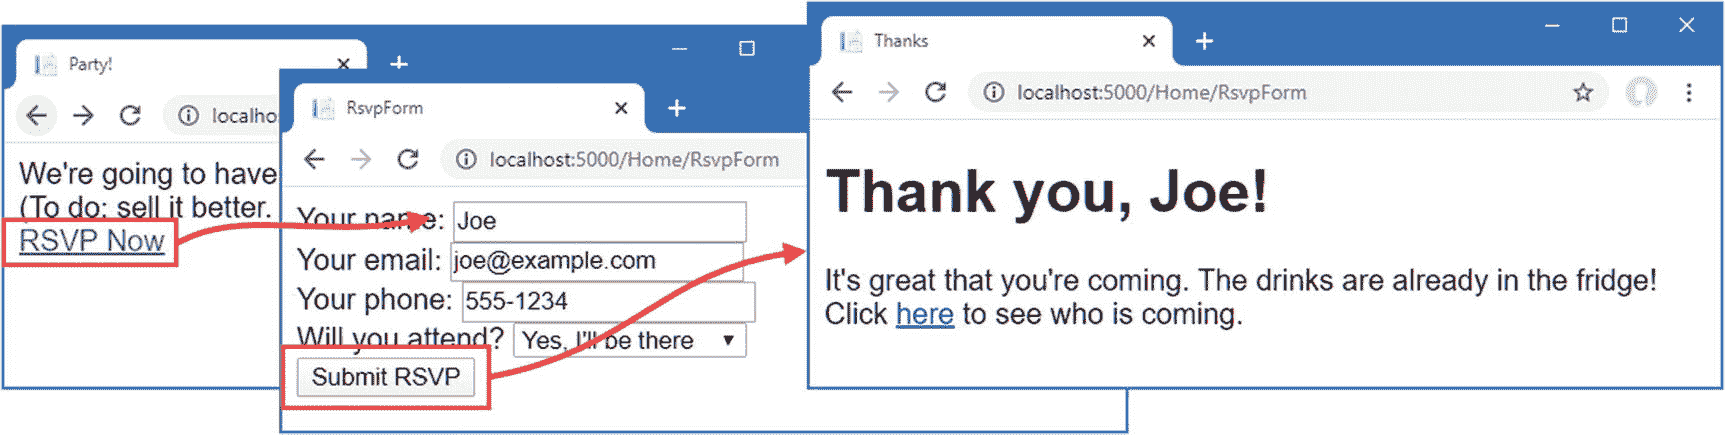 Party!
localhos
We're going to have
(To do: sell it better.
RSVP Now
RsvpForm
localhost:5000/Home/RsvpForm
Your name: Joe
Your email: joe@example.com
Your phone: 555-1234
Will you attend? Yes, I'll be there
Submit RSVP
Thanks
localhost:5000/Home/RsvpForm
Thank you, Joe!
It's great that you're coming. The drinks are already in the fridge!
Click here to see who is coming.